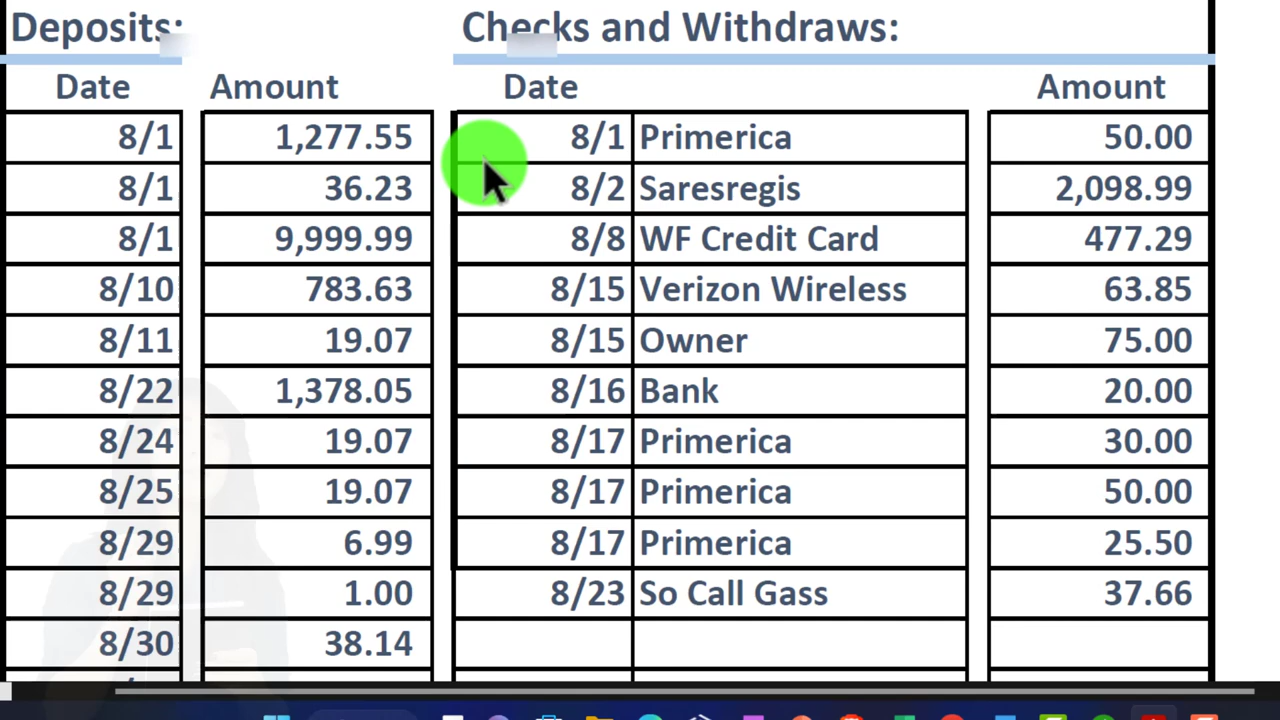 Deposits: Checks and Withdraws:
Date Amount Date Amount
8/1 1,277.55 8/1 Primerica 50.00
8/1 36.23 8/2 Saresregis 2,098.99
8/1 9,999.99 8/8 WF Credit Card 477.29
8/10 783.63 8/15 Verizon Wireless 63.85
8/11 19.07 8/15 Owner 75.00
8/22 1,378.05 8/16 Bank 20.00
8/24 19.07 8/17 Primerica 30.00
8/25 19.07 8/17 Primerica 50.00
8/29 6.99 8/17 Primerica 25.50
8/29 1.00 8/23 So Call Gass 37.66
8/30 38.14